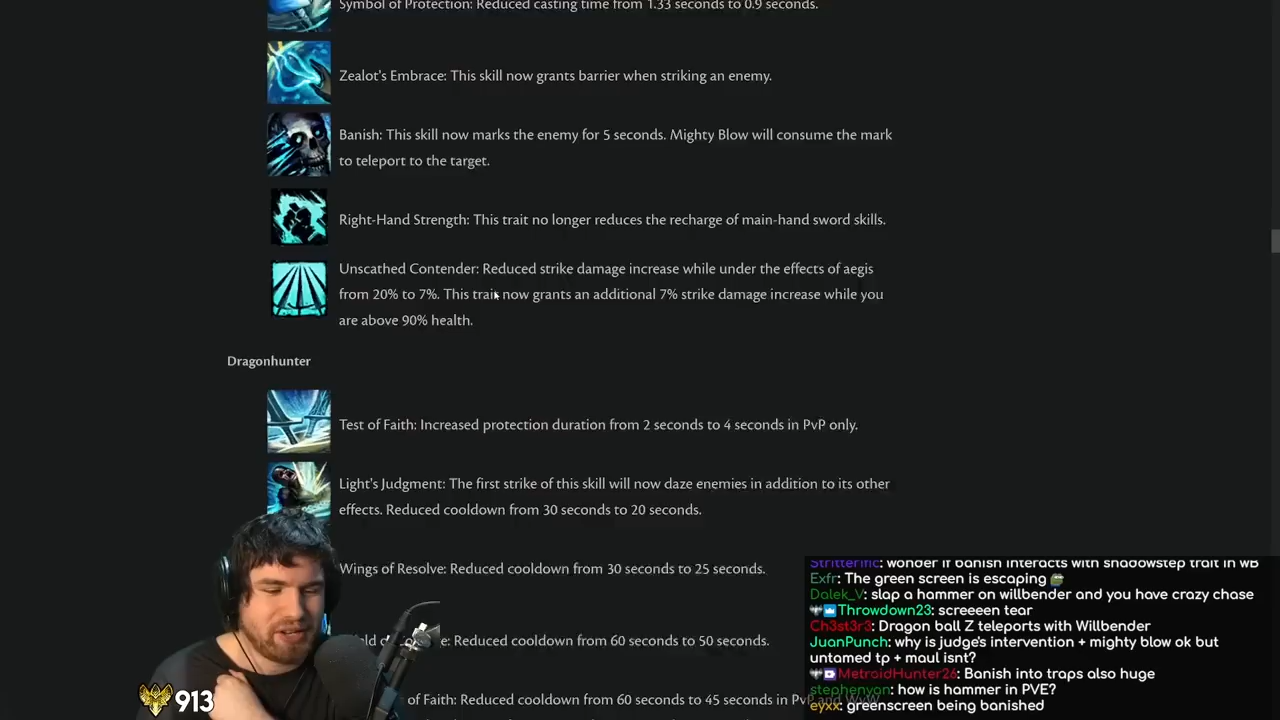 Symbol of Protection: Reduced casting time from 1.33 seconds to 0.9 seconds.
Zealot's Embrace: This skill now grants barrier when striking an enemy.
Banish: This skill now marks the enemy for 5 seconds. Mighty Blow will consume the mark
to teleport to the target.
Right-Hand Strength: This trait no longer reduces the recharge of main-hand sword skills.
Unscathed Contender: Reduced strike damage increase while under the effects of aegis
from 20% to 7%. This trait now grants an additional 7% strike damage increase while you
are above 90% health.
Dragonhunter
Test of Faith: Increased protection duration from 2 seconds to 4 seconds in PvP only.
Light's Judgment: The first strike of this skill will now daze enemies in addition to its other
effects. Reduced cooldown from 30 seconds to 20 seconds.
Wings of Resolve: Reduced cooldown from 30 seconds to 25 seconds.
Reduced cooldown from 60 seconds to 50 seconds.
of Faith: Reduced cooldown from 60 seconds to 45 seconds in PvP and WvW
913
Stritterific: wonder if banish interacts with shadowstep trait in WB
Exfr: The green screen is escaping
Dalek_V: slap a hammer on willbender and you have crazy chase
Throwdown23: screeeen tear
Ch3st3r3: Dragon ball Z teleports with Willbender
JuanPunch: why is judge's intervention + mighty blow ok but
untamed tp + maul isnt?
MetroidHunter26: Banish into traps also huge
stephenyan: how is hammer in PVE?
eyxx: greenscreen being banished